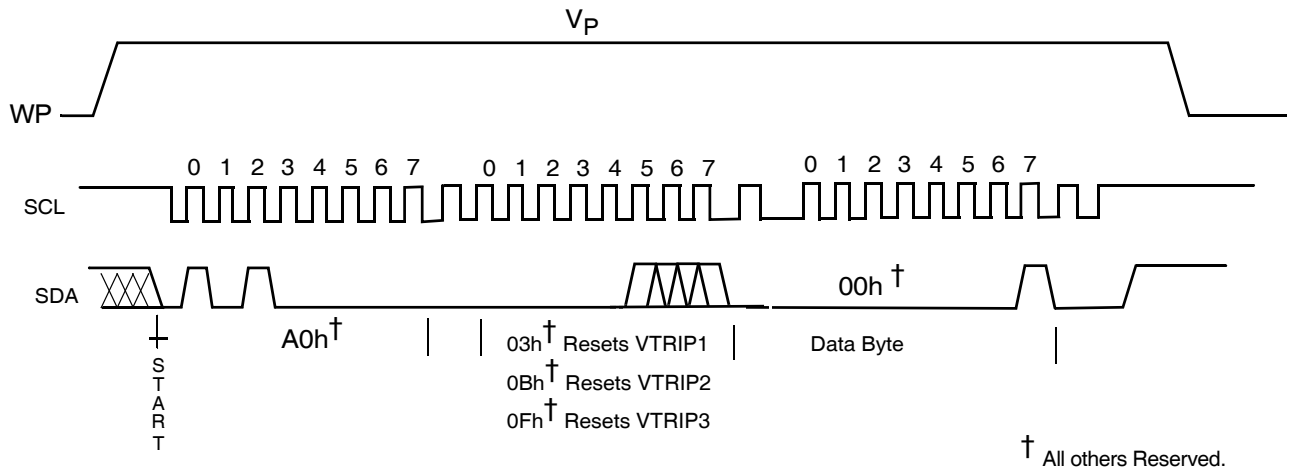 VP
WP
0 1 2 3 4 5 6 7 0 1 2 3 4 5 6 7 0 1 2 3 4 5 6 7
SCL
SDA
00h †
A0h†
03h† Resets VTRIP1
Data Byte
0Bh† Resets VTRIP2
0Fh† Resets VTRIP3
START
† All others Reserved.